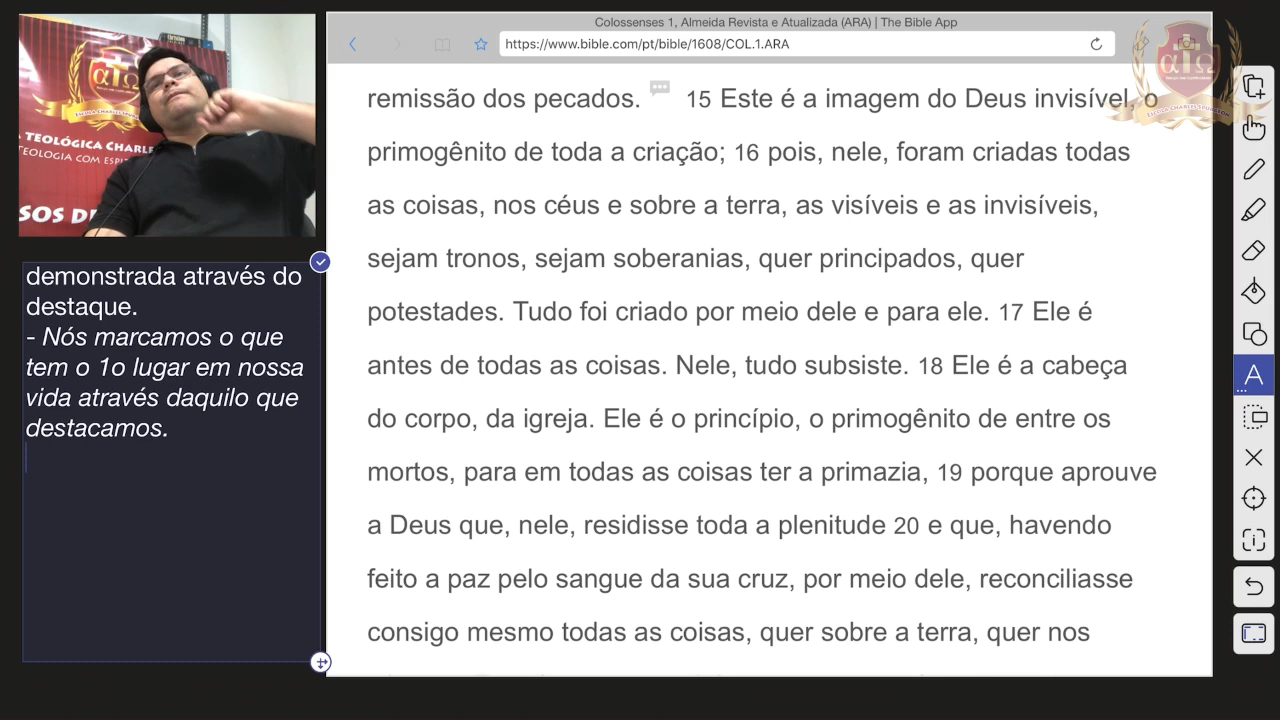 Colossenses 1, Almeida Revista e Atualizada (ARA) | The Bible App
https://www.bible.com/pt/bible/1608/COL.1.ARA
A TEOLÓGICA CHARLE
TEOLOGIA COM ESPI
SOS DE
demonstrada através do
destaque.
- Nós marcamos o que
tem o 1o lugar em nossa
vida através daquilo que
destacamos.
remissão dos pecados. 15 Este é a imagem do Deus invisível, o
primogênito de toda a criação; 16 pois, nele, foram criadas todas
as coisas, nos céus e sobre a terra, as visíveis e as invisíveis,
sejam tronos, sejam soberanias, quer principados, quer
potestades. Tudo foi criado por meio dele e para ele. 17 Ele é
antes de todas as coisas. Nele, tudo subsiste. 18 Ele é a cabeça
do corpo, da igreja. Ele é o princípio, o primogênito de entre os
mortos, para em todas as coisas ter a primazia, 19 porque aprouve
a Deus que, nele, residisse toda a plenitude 20 e que, havendo
feito a paz pelo sangue da sua cruz, por meio dele, reconciliasse
consigo mesmo todas as coisas, quer sobre a terra, quer nos
α Ω
ESCOLA CHARLES SPURGEON
A